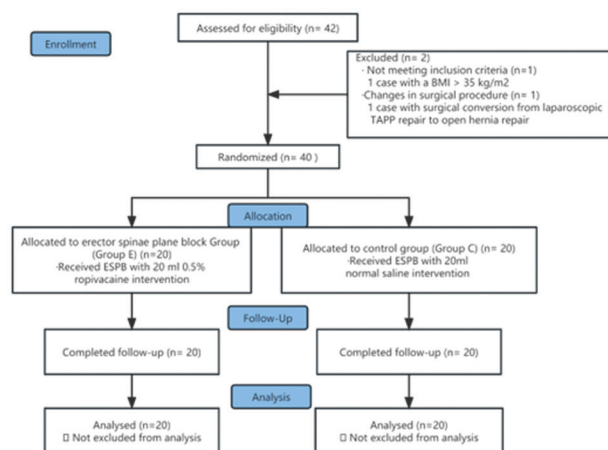 Assessed for eligibility (n= 42)
Enrollment
Excluded (n= 2)
· Not meeting inclusion criteria (n=1)
1 case with a BMI > 35 kg/m2
·Changes in surgical procedure (n= 1)
1 case with surgical conversion from laparoscopic
TAPP repair to open hernia repair
Randomized (n= 40 )
Allocation
Allocated to erector spinae plane block Group
(Group E) (n=20)
·Received ESPB with 20 ml 0.5%
ropivacaine intervention
Allocated to control group (Group C) (n= 20)
·Received ESPB with 20ml
normal saline intervention
Follow-Up
Completed follow-up (n= 20)
Completed follow-up (n= 20)
Analysis
Analysed (n=20)
▯ Not excluded from analysis
Analysed (n=20)
▯ Not excluded from analysis